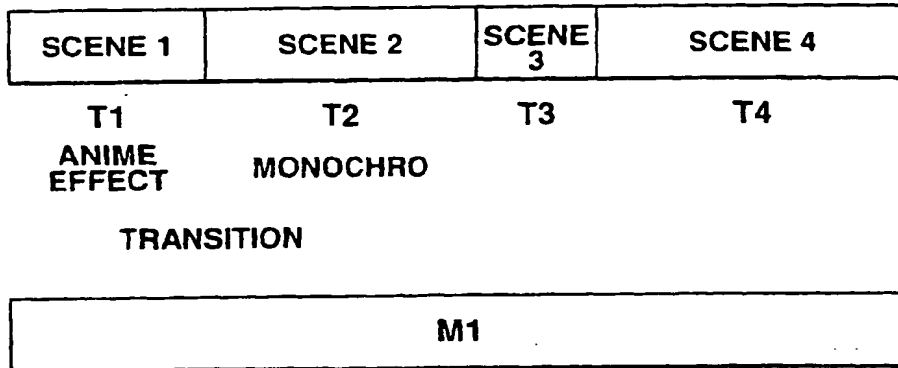 SCENE 1 SCENE 2 SCENE 3 SCENE 4
T1 T2 T3 T4
ANIME EFFECT MONOCHRO
TRANSITION
M1